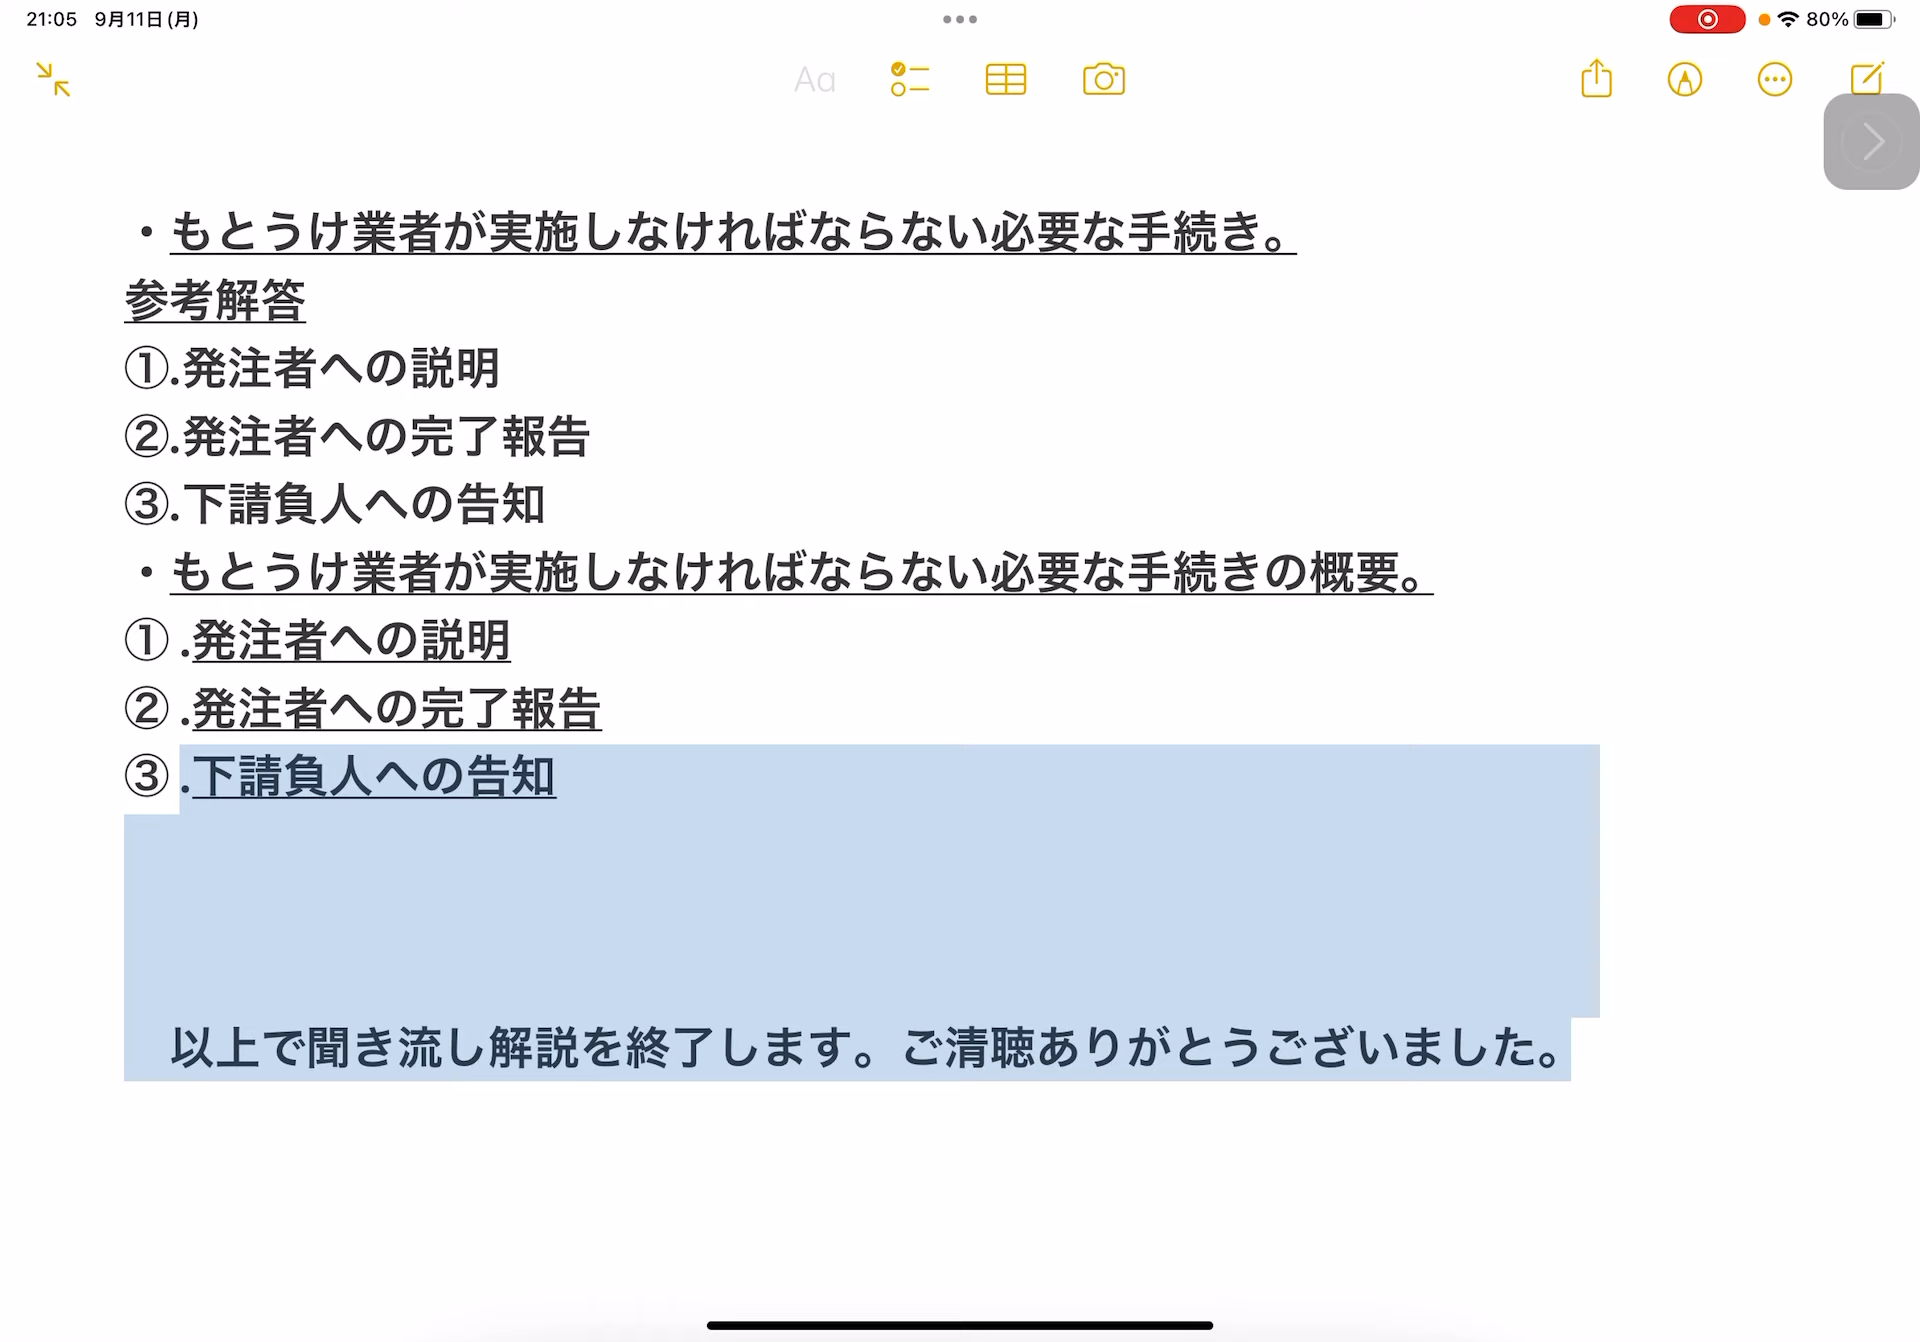 21:05 9月11日(月)
80%
Aa
・もとうけ業者が実施しなければならない必要な手続き。
参考解答
①.発注者への説明
②.発注者への完了報告
③.下請負人への告知
・もとうけ業者が実施しなければならない必要な手続きの概要。
① .発注者への説明
② .発注者への完了報告
③ .下請負人への告知
以上で聞き流し解説を終了します。ご清聴ありがとうございました。